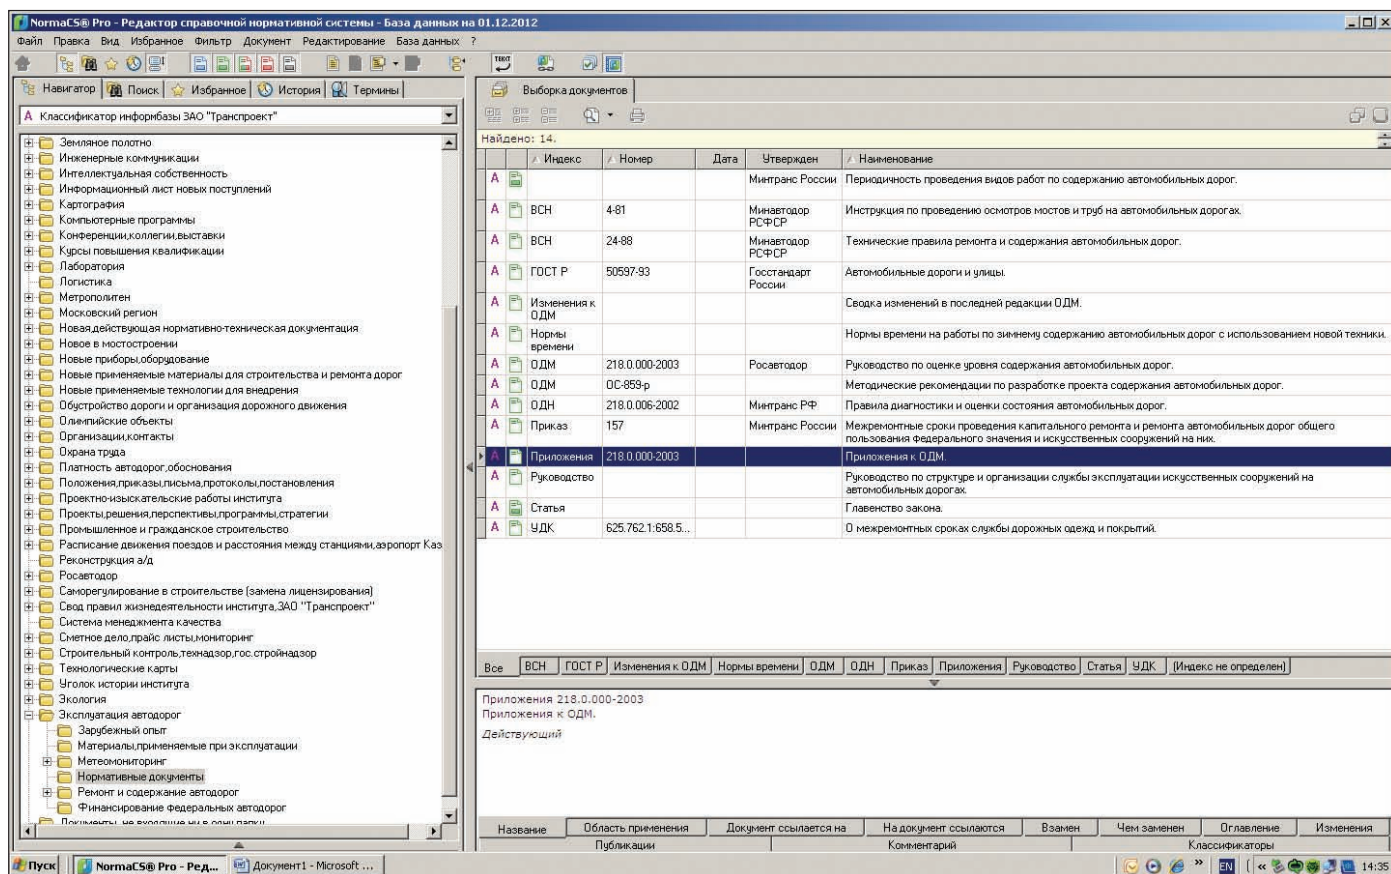 NormaCS® Pro - Редактор справочной нормативной системы - База данных на 01.12.2012
Файл Правка Вид Избранное Фильтр Документ Редактирование База данных ?
TEXT
Навигатор Поиск Избранное История Термины
Выборка документов
А Классификатор информбазы ЗАО "Транспроект"
Земляное полотно
Инженерные коммуникации
Интеллектуальная собственность
Информационный лист новых поступлений
Картография
Компьютерные программы
Конференции,коллегии,выставки
Курсы повышения квалификации
Лаборатория
Логистика
Метрополитен
Московский регион
Новая,действующая нормативно-техническая документация
Новое в мостостроении
Новые приборы,оборудование
Новые применяемые материалы для строительства и ремонта дорог
Новые применяемые технологии для внедрения
Обустройство дороги и организация дорожного движения
Олимпийские объекты
Организации,контакты
Охрана труда
Платность автодорог,обоснования
Положения,приказы,письма,протоколы,постановления
Проектно-изыскательские работы института
Проекты,решения,перспективы,программы,стратегии
Промышленное и гражданское строительство
Расписание движения поездов и расстояния между станциями,аэропорт Каз
Реконструкция а/д
Росавтодор
Саморегулирование в строительстве (замена лицензирования)
Свод правил жизнедеятельности института,ЗАО "Транспроект"
Система менеджмента качества
Сметное дело,прайс листы,мониторинг
Строительный контроль,технадзор,гос.стройнадзор
Технологические карты
Уголок истории института
Экология
Эксплуатация автодорог
Зарубежный опыт
Материалы,применяемые при эксплуатации
Метеомониторинг
Нормативные документы
Ремонт и содержание автодорог
Финансирование федеральных автодорог
Документы, не входящие ни в одну папку
Найдено: 14.
Индекс Номер Дата Утвержден Наименование
А Минтранс России Периодичность проведения видов работ по содержанию автомобильных дорог.
А ВСН 4-81 Минавтодор РСФСР Инструкция по проведению осмотров мостов и труб на автомобильных дорогах.
А ВСН 24-88 Минавтодор РСФСР Технические правила ремонта и содержания автомобильных дорог.
А ГОСТ Р 50597-93 Госстандарт России Автомобильные дороги и улицы.
А Изменения к ОДМ Сводка изменений в последней редакции ОДМ.
А Нормы времени Нормы времени на работы по зимнему содержанию автомобильных дорог с использованием новой техники.
А ОДМ 218.0.000-2003 Росавтодор Руководство по оценке уровня содержания автомобильных дорог.
А ОДМ ОС-859-р Методические рекомендации по разработке проекта содержания автомобильных дорог.
А ОДН 218.0.006-2002 Минтранс РФ Правила диагностики и оценки состояния автомобильных дорог.
А Приказ 157 Минтранс России Межремонтные сроки проведения капитального ремонта и ремонта автомобильных дорог общего
пользования федерального значения и искусственных сооружений на них.
А Приложения 218.0.000-2003 Приложения к ОДМ.
А Руководство Руководство по структуре и организации службы эксплуатации искусственных сооружений на
автомобильных дорогах.
А Статья Главенство закона.
А УДК 625.762.1:658.5... О межремонтных сроках службы дорожных одежд и покрытий.
Все ВСН ГОСТ Р Изменения к ОДМ Нормы времени ОДМ ОДН Приказ Приложения Руководство Статья УДК (Индекс не определен)
Приложения 218.0.000-2003
Приложения к ОДМ.
Действующий
Название Область применения Документ ссылается на На документ ссылаются Взамен Чем заменен Оглавление Изменения
Публикации Комментарий Классификаторы
Пуск NormaCS® Pro - Ред... Документ1 - Microsoft ... EN 14:35